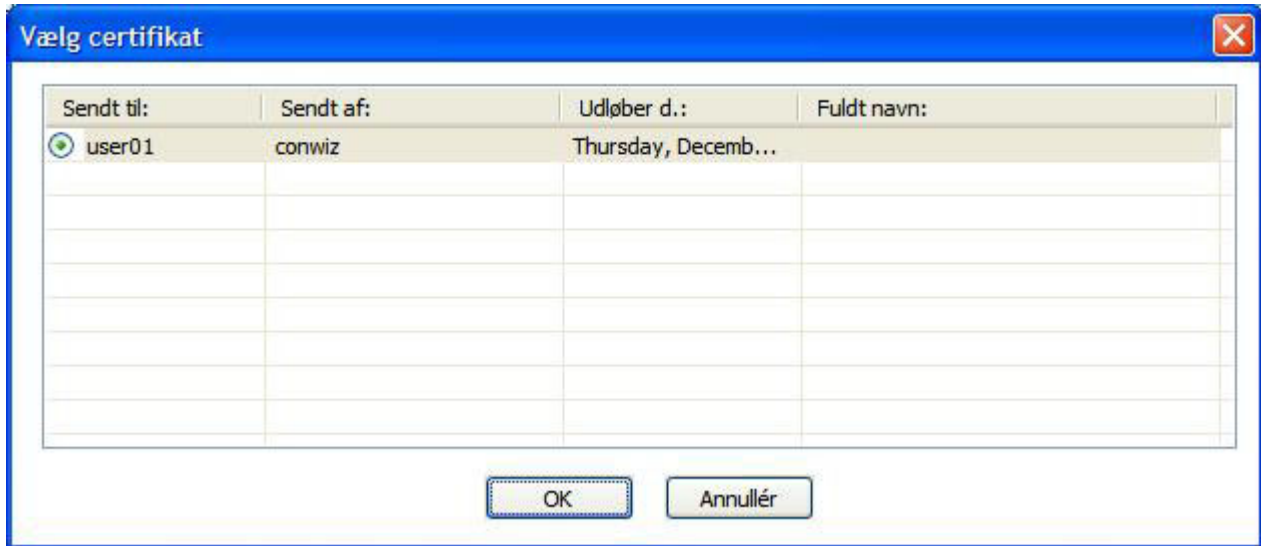 Vælg certifikat
Sendt til: Sendt af: Udløber d.: Fuldt navn:
user01 conwiz Thursday, Decemb...
OK Annullér